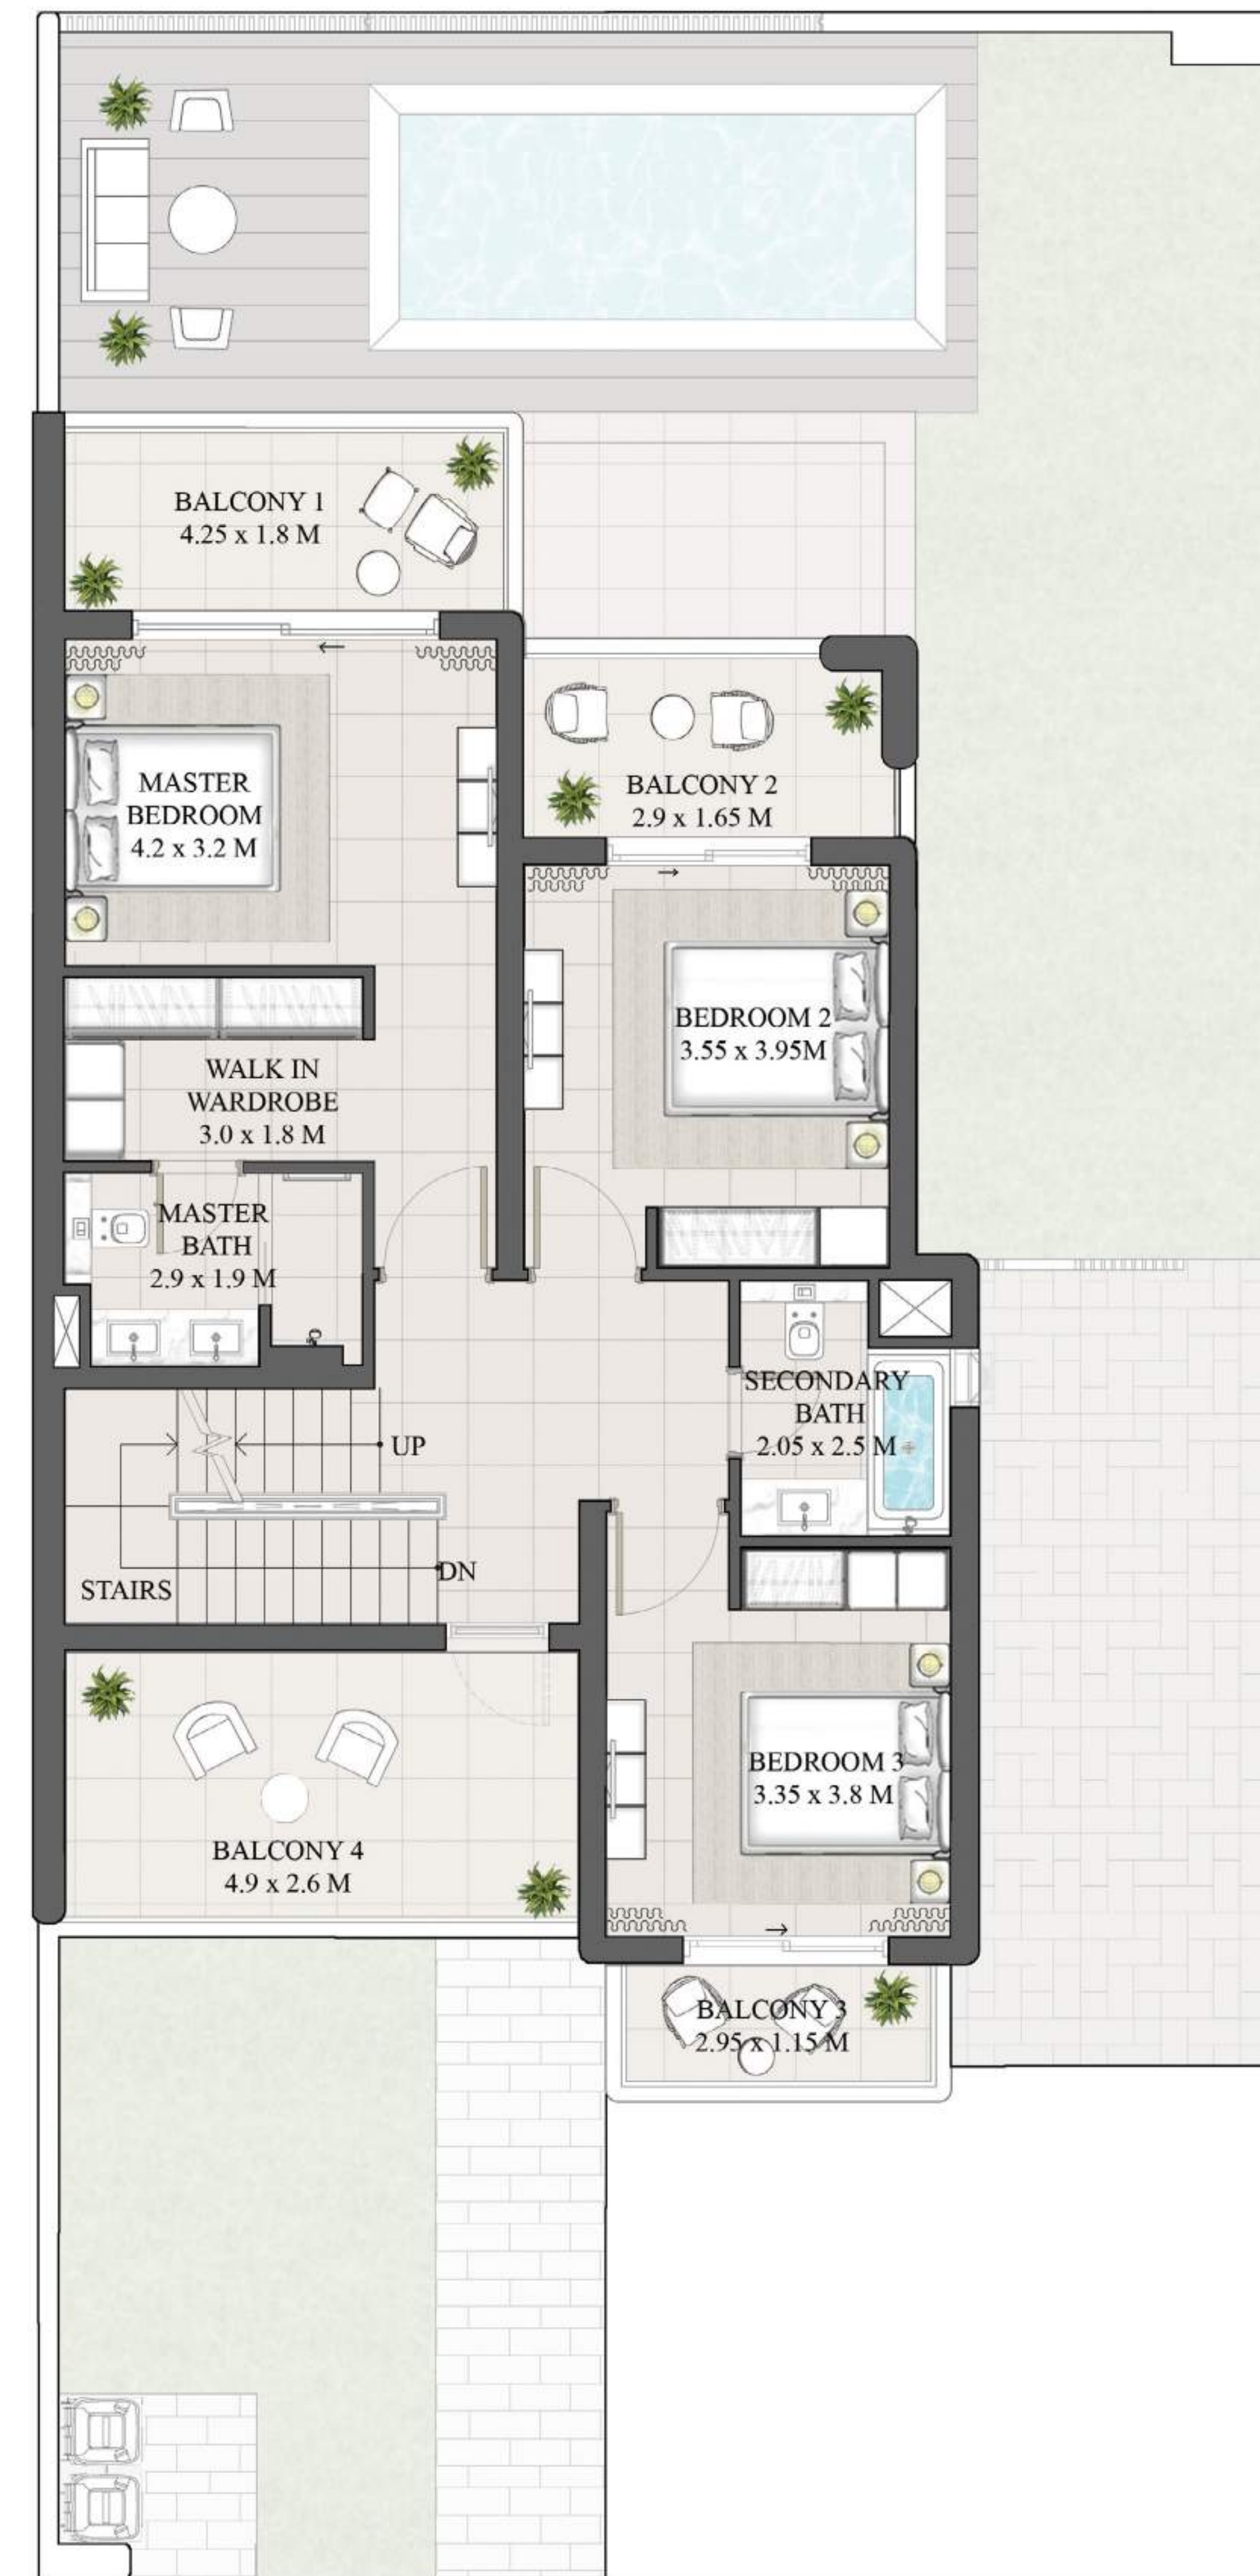 BALCONY 1
4.25 x 1.8 M
MASTER
BEDROOM
4.2 x 3.2 M
BALCONY 2
2.9 x 1.65 M
BEDROOM 2
3.55 x 3.95M
WALK IN
WARDROBE
3.0 x 1.8 M
MASTER
BATH
2.9 x 1.9 M
SECONDARY
BATH
2.05 x 2.5 M
UP
DN
STAIRS
BEDROOM 3
3.35 x 3.8 M
BALCONY 4
4.9 x 2.6 M
BALCONY 3
2.95 x 1.15 M